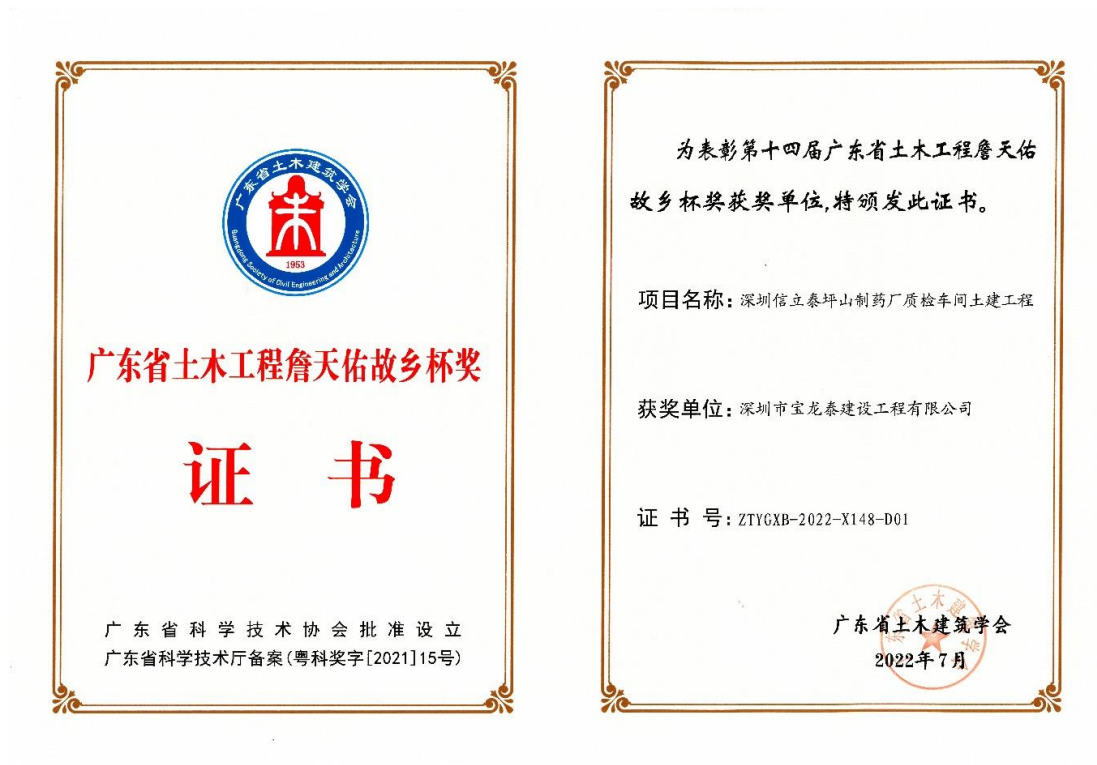 广东省土木建筑学会
1953
Guangdong Society of Civil Engineering and Architecture
广东省土木工程詹天佑故乡杯奖
证 书
广东省科学技术协会批准设立
广东省科学技术厅备案(粤科奖字[2021]15号)
为表彰第十四届广东省土木工程詹天佑
故乡杯奖获奖单位,特颁发此证书。
项目名称:深圳信立泰坪山制药厂质检车间土建工程
获奖单位:深圳市宝龙泰建设工程有限公司
证 书 号:ZTYGXB-2022-X148-D01
广东省土木建筑学会
2022年7月